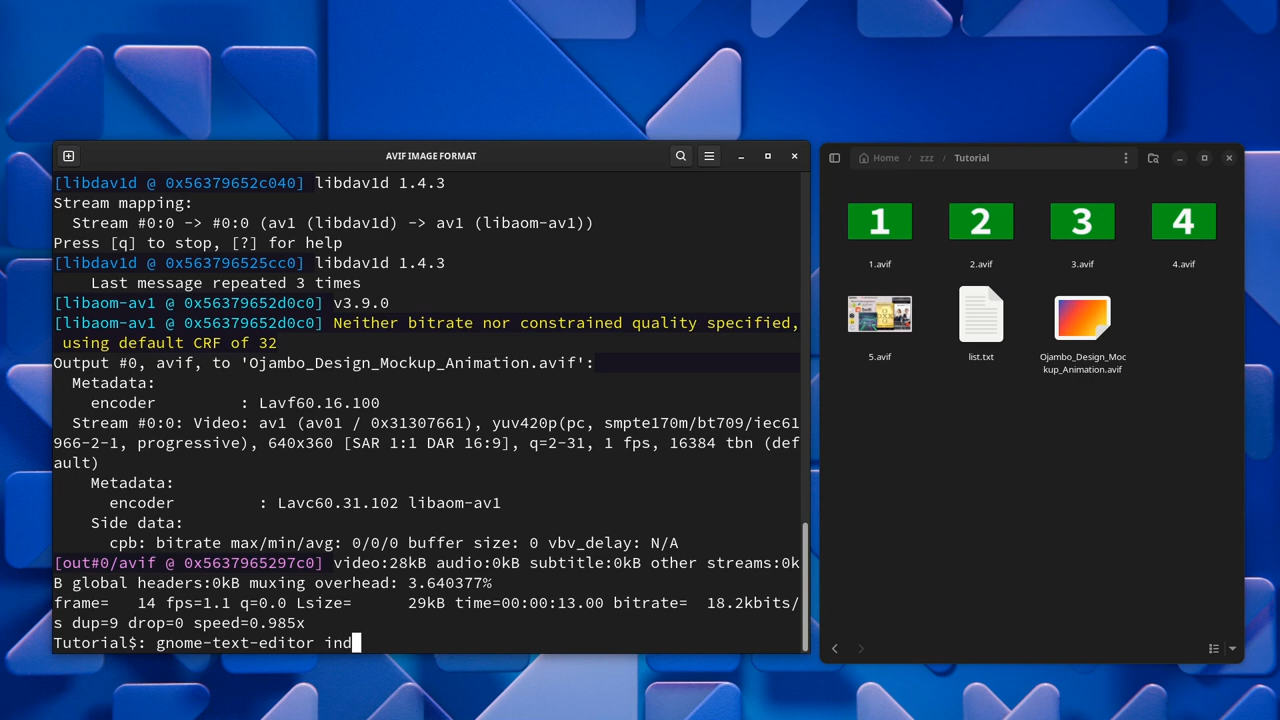 AVIF IMAGE FORMAT
[libdav1d @ 0x56379652c040] libdav1d 1.4.3
Stream mapping:
  Stream #0:0 -> #0:0 (av1 (libdav1d) -> av1 (libaom-av1))
Press [q] to stop, [?] for help
[libdav1d @ 0x563796525cc0] libdav1d 1.4.3
    Last message repeated 3 times
[libaom-av1 @ 0x56379652d0c0] v3.9.0
[libaom-av1 @ 0x56379652d0c0] Neither bitrate nor constrained quality specified,
 using default CRF of 32
Output #0, avif, to 'Ojambo_Design_Mockup_Animation.avif':
  Metadata:
    encoder         : Lavf60.16.100
  Stream #0:0: Video: av1 (av01 / 0x31307661), yuv420p(pc, smpte170m/bt709/iec61
966-2-1, progressive), 640x360 [SAR 1:1 DAR 16:9], q=2-31, 1 fps, 16384 tbn (def
ault)
    Metadata:
      encoder         : Lavc60.31.102 libaom-av1
    Side data:
      cpb: bitrate max/min/avg: 0/0/0 buffer size: 0 vbv_delay: N/A
[out#0/avif @ 0x5637965297c0] video:28kB audio:0kB subtitle:0kB other streams:0k
B global headers:0kB muxing overhead: 3.640377%
frame=   14 fps=1.1 q=0.0 Lsize=      29kB time=00:00:13.00 bitrate=  18.2kbits/
s dup=9 drop=0 speed=0.985x
Tutorial$: gnome-text-editor ind
Home / zzz / Tutorial
1 2 3 4
1.avif 2.avif 3.avif 4.avif
5.avif list.txt Ojambo_Design_Moc
kup_Animation.avif